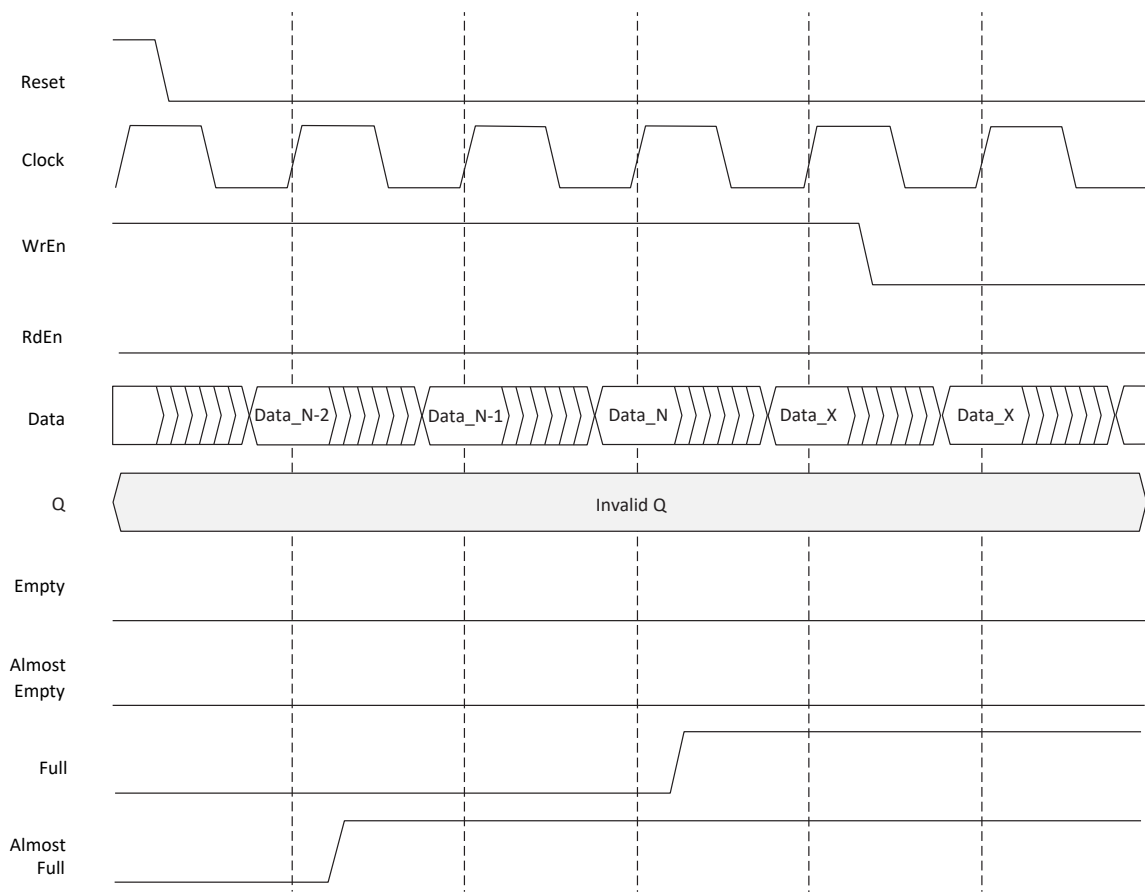 Reset
Clock
WrEn
RdEn
Data
Data_N-2
Data_N-1
Data_N
Data_X
Data_X
Q
Invalid Q
Empty
Almost
Empty
Full
Almost
Full